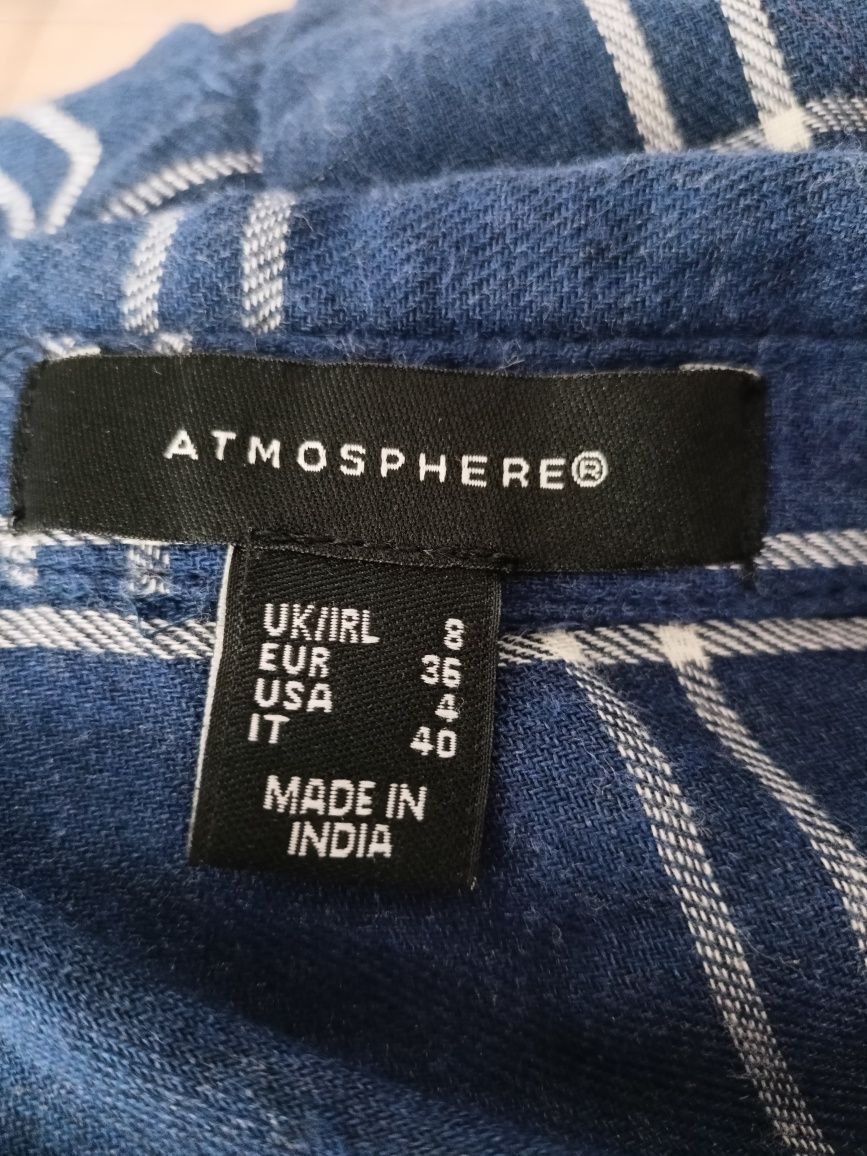 ATMOSPHERE®
UK/IRL 8
EUR 36
USA 4
IT 40
MADE IN
INDIA